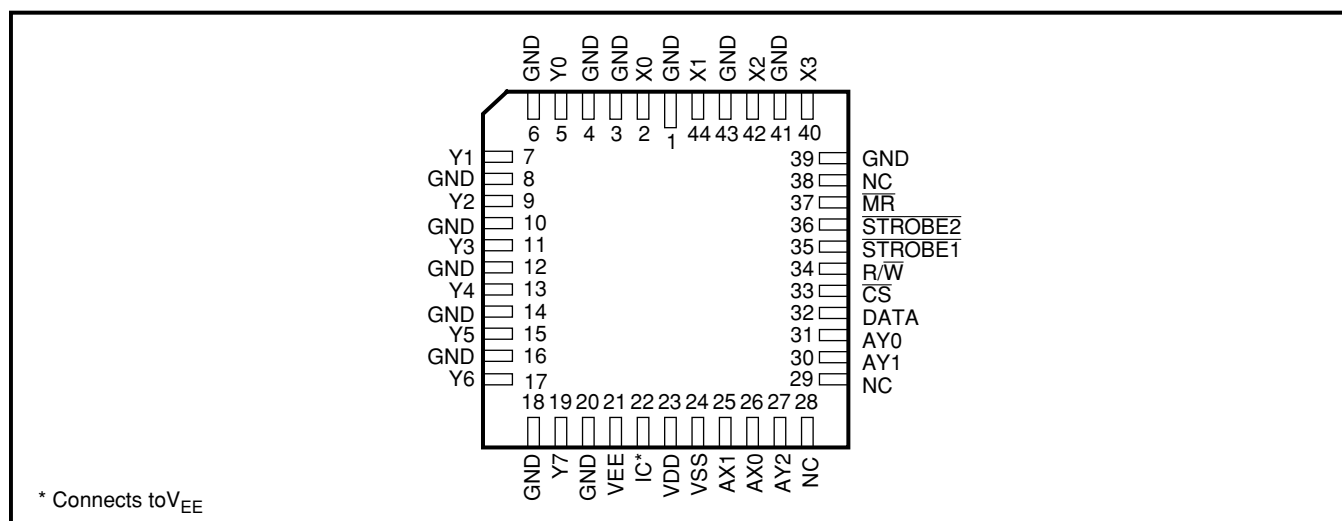 GND Y0 GND GND X0 GND X1 GND X2 GND X3
6 5 4 3 2 1 44 43 42 41 40
Y1 7
GND 8
Y2 9
GND 10
Y3 11
GND 12
Y4 13
GND 14
Y5 15
GND 16
Y6 17
39 GND
38 NC
37 M̅R̅
36 S̅T̅R̅O̅B̅E̅2̅
35 S̅T̅R̅O̅B̅E̅1̅
34 R/W̅
33 C̅S̅
32 DATA
31 AY0
30 AY1
29 NC
18 19 20 21 22 23 24 25 26 27 28
GND Y7 GND VEE IC* VDD VSS AX1 AX0 AY2 NC
* Connects toVEE